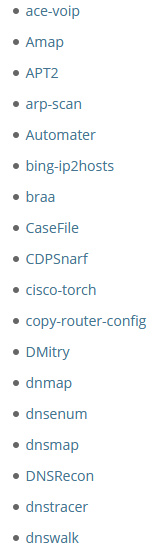 ace-voip
Amap
APT2
arp-scan
Automater
bing-ip2hosts
braa
CaseFile
CDPSnarf
cisco-torch
copy-router-config
DMitry
dnmap
dnsenum
dnsmap
DNSRecon
dnstracer
dnswalk